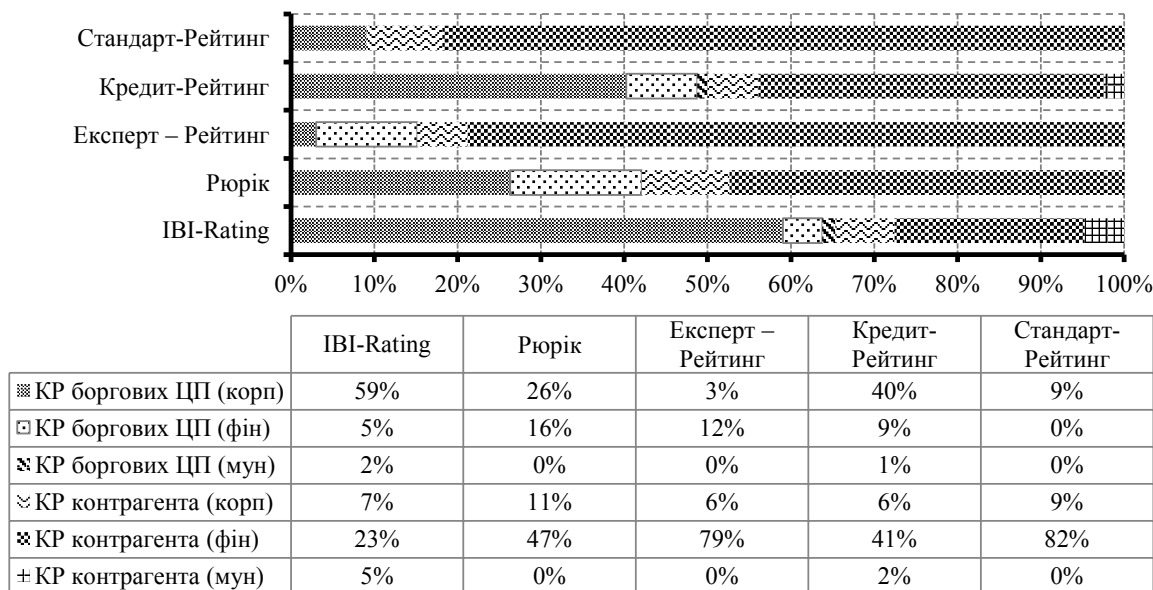 Стандарт-Рейтинг
Кредит-Рейтинг
Експерт – Рейтинг
Рюрік
IBI-Rating
0% 10% 20% 30% 40% 50% 60% 70% 80% 90% 100%
IBI-Rating Рюрік Експерт – Рейтинг Кредит-Рейтинг Стандарт-Рейтинг
КР боргових ЦП (корп) 59% 26% 3% 40% 9%
КР боргових ЦП (фін) 5% 16% 12% 9% 0%
КР боргових ЦП (мун) 2% 0% 0% 1% 0%
КР контрагента (корп) 7% 11% 6% 6% 9%
КР контрагента (фін) 23% 47% 79% 41% 82%
КР контрагента (мун) 5% 0% 0% 2% 0%